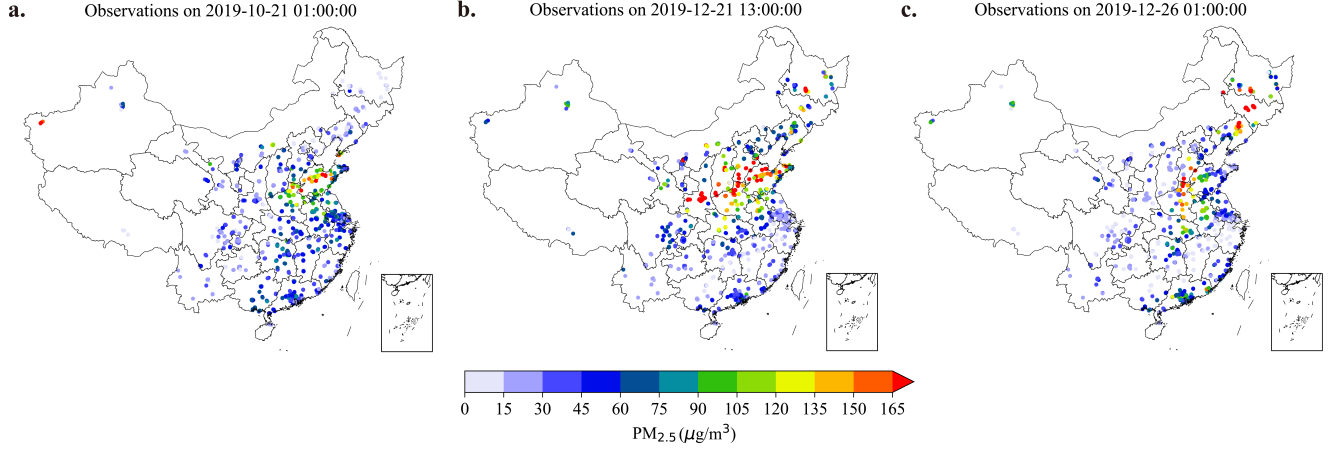 a. Observations on 2019-10-21 01:00:00
b. Observations on 2019-12-21 13:00:00
c. Observations on 2019-12-26 01:00:00
0 15 30 45 60 75 90 105 120 135 150 165
PM2.5 (μg/m³)